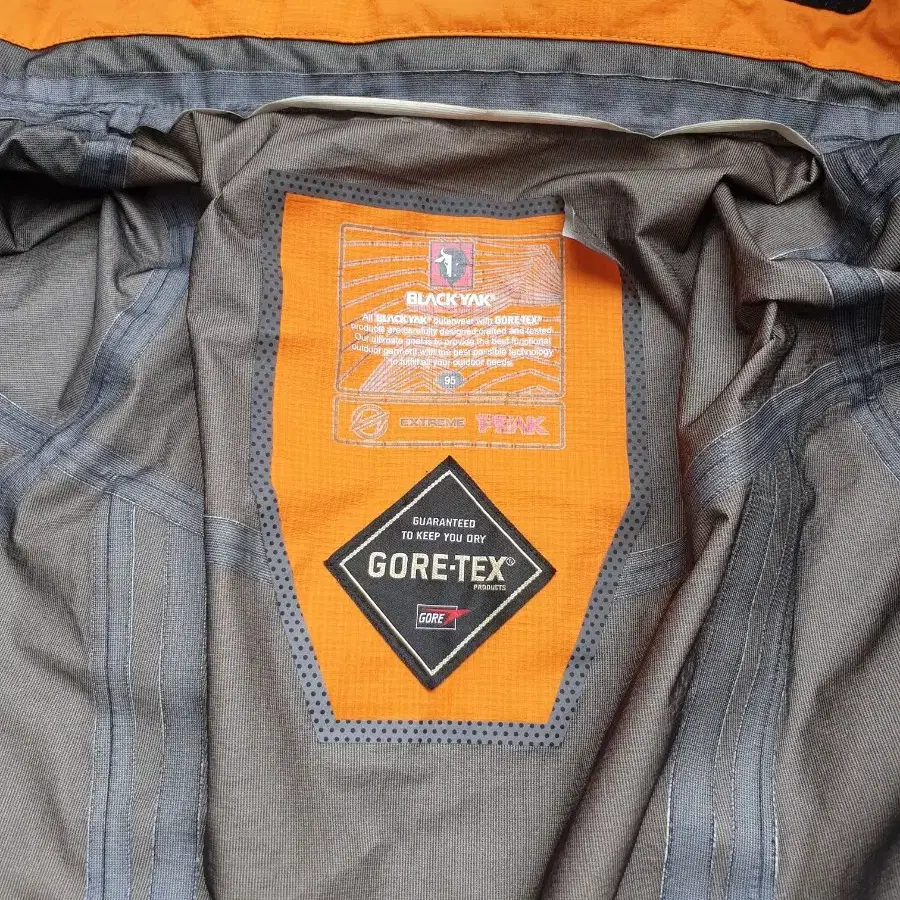 BLACKYAK®
All BLACKYAK® outerwear with GORE-TEX®
products are carefully designed,crafted and tested.
Our ultimate goal is to provide the best functional
outdoor garment with the best possible technology
to fulfill all your outdoor needs.
95
EXTREME PEAK
GUARANTEED
TO KEEP YOU DRY
GORE-TEX®
PRODUCTS
GORE